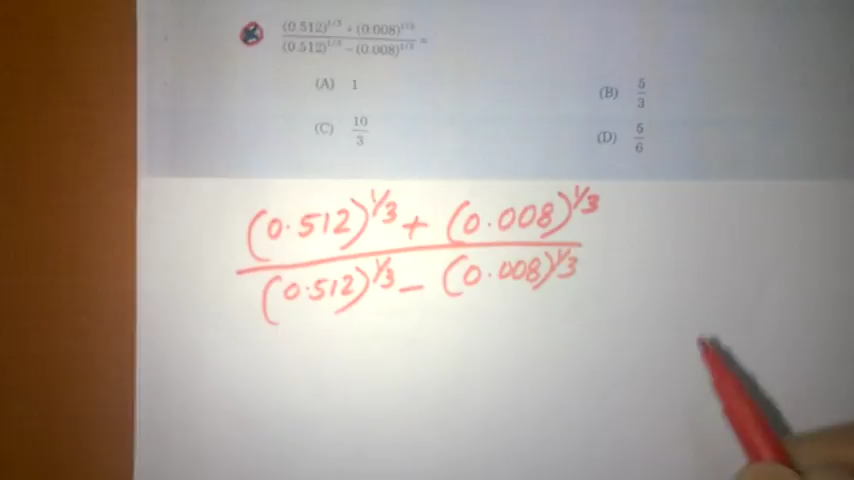 (0.512)^1/3 + (0.008)^1/3
(0.512)^1/3 − (0.008)^1/3 =
(A) 1
(B) 5/3
(C) 10/3
(D) 5/6
(0.512)^1/3 + (0.008)^1/3
(0.512)^1/3 − (0.008)^1/3